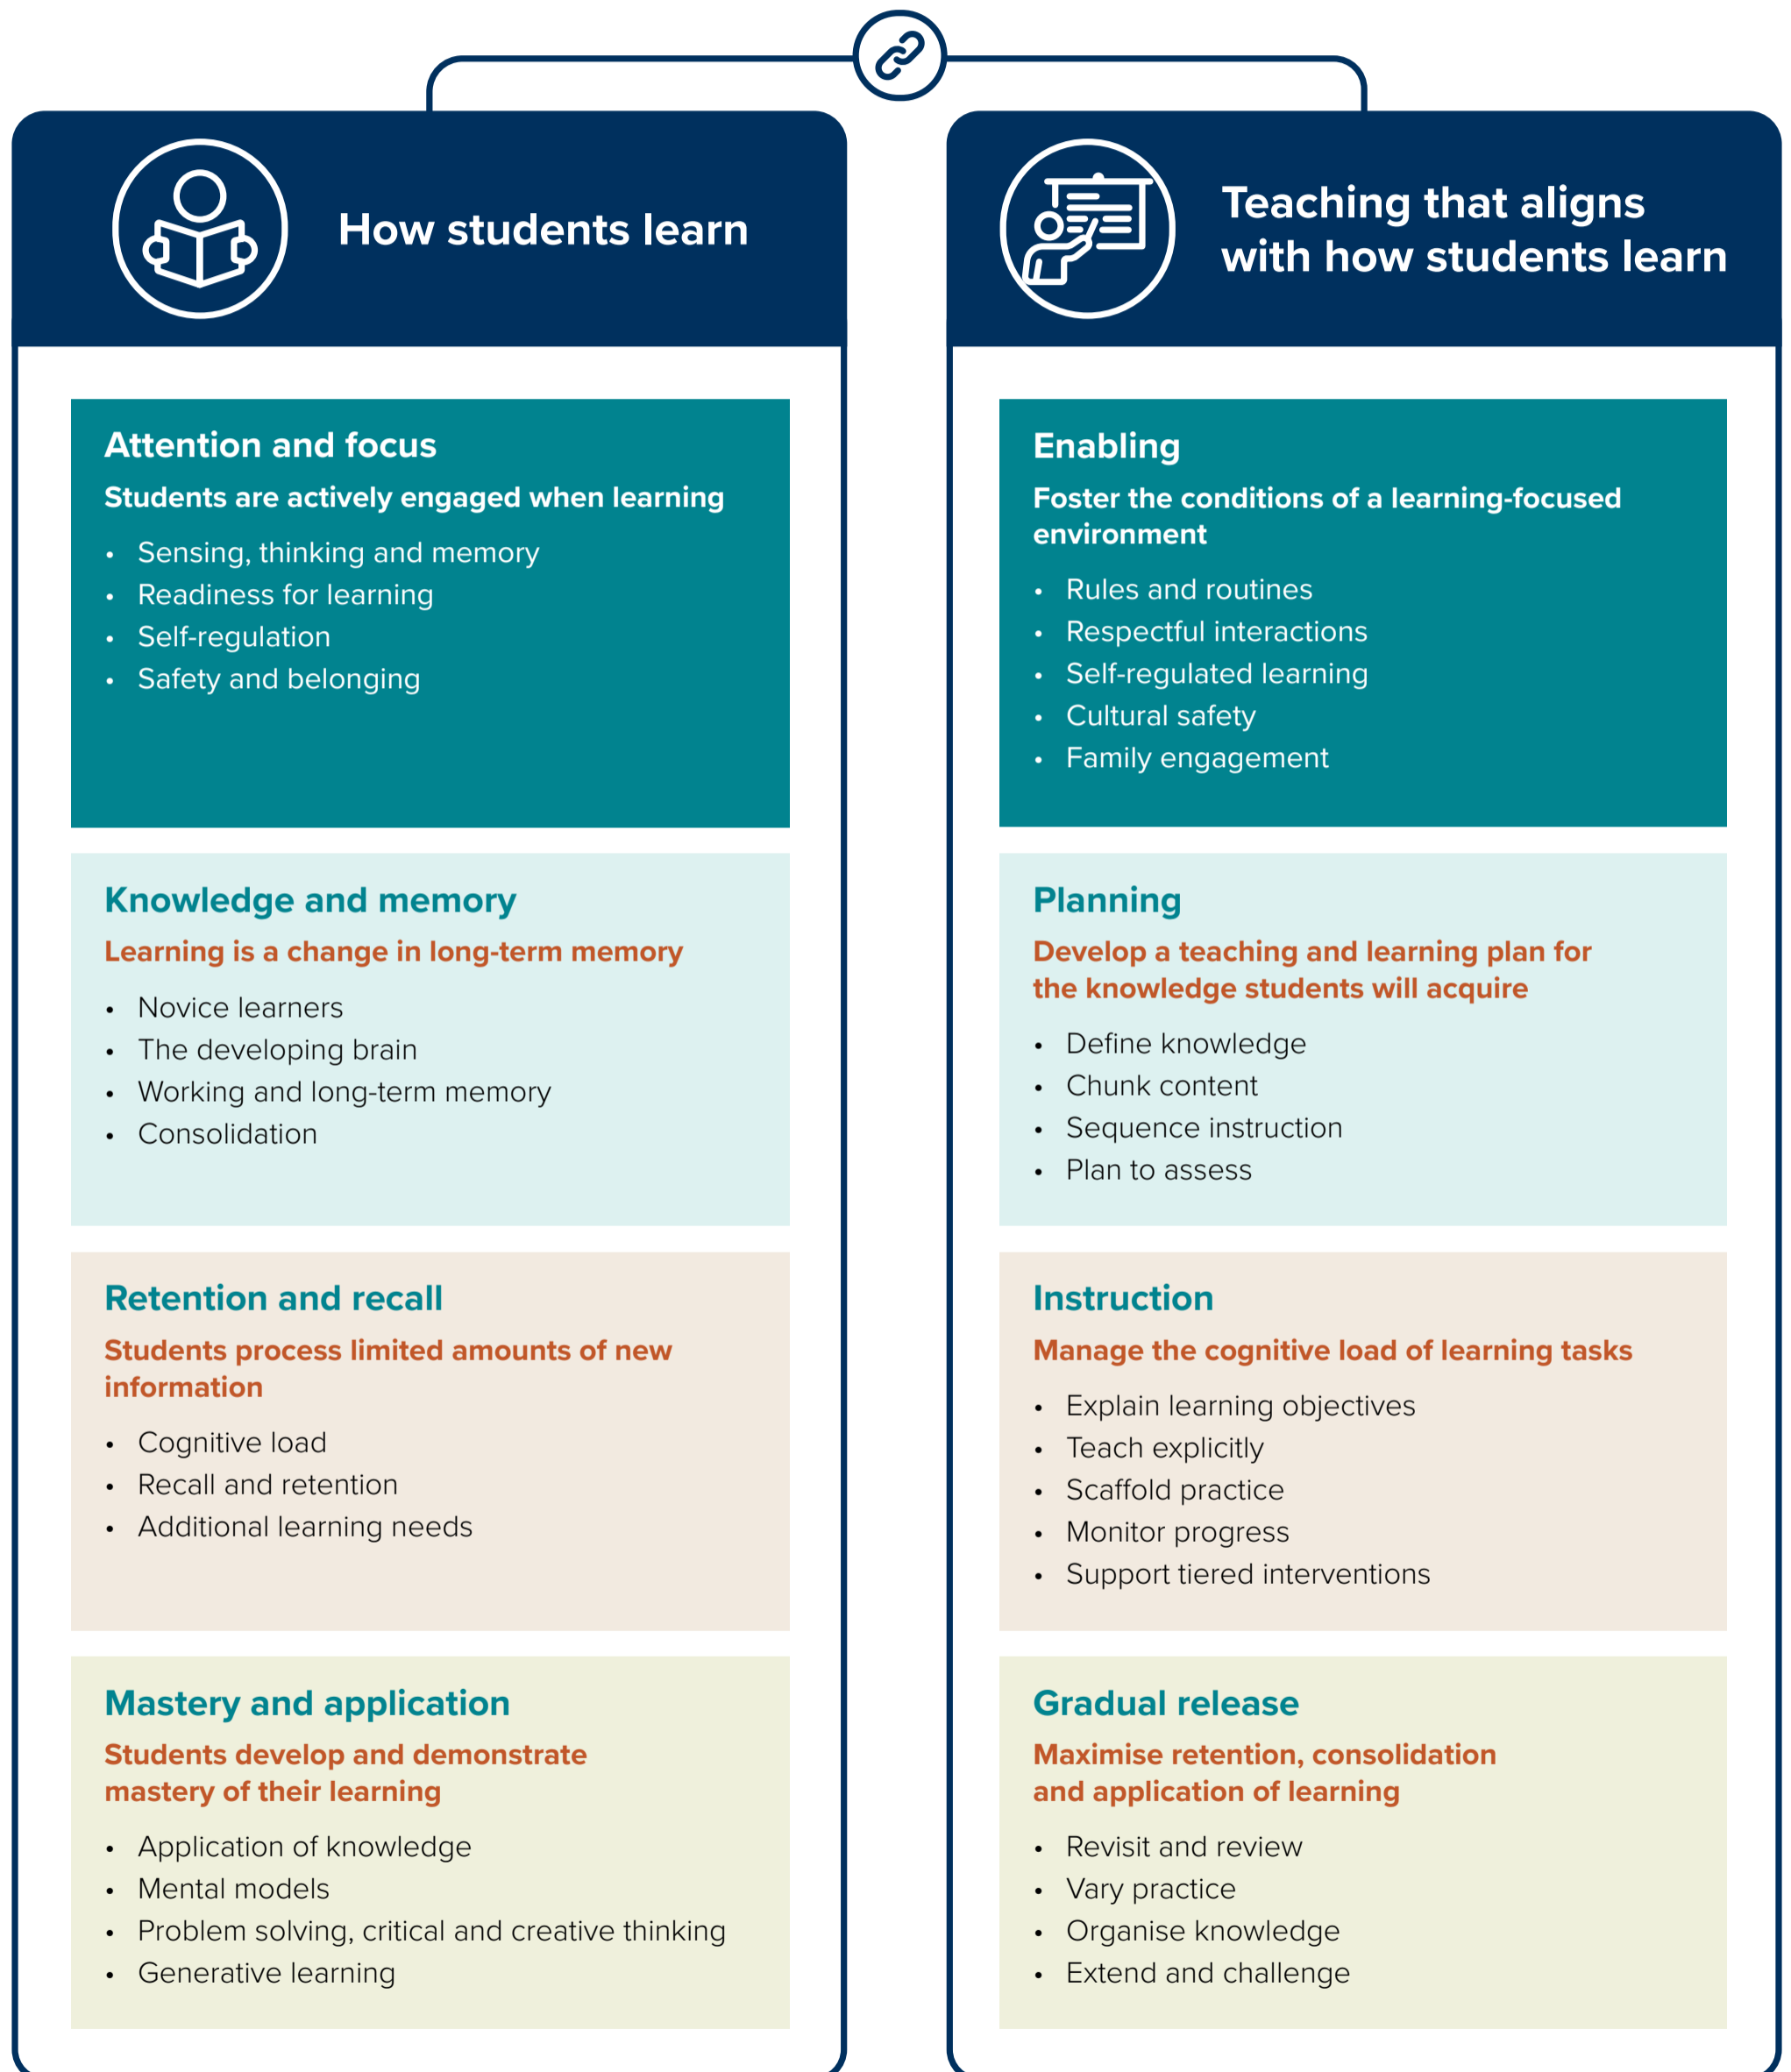 How students learn
Attention and focus
Students are actively engaged when learning
• Sensing, thinking and memory
• Readiness for learning
• Self-regulation
• Safety and belonging
Knowledge and memory
Learning is a change in long-term memory
• Novice learners
• The developing brain
• Working and long-term memory
• Consolidation
Retention and recall
Students process limited amounts of new
information
• Cognitive load
• Recall and retention
• Additional learning needs
Mastery and application
Students develop and demonstrate
mastery of their learning
• Application of knowledge
• Mental models
• Problem solving, critical and creative thinking
• Generative learning
Teaching that aligns
with how students learn
Enabling
Foster the conditions of a learning-focused
environment
• Rules and routines
• Respectful interactions
• Self-regulated learning
• Cultural safety
• Family engagement
Planning
Develop a teaching and learning plan for
the knowledge students will acquire
• Define knowledge
• Chunk content
• Sequence instruction
• Plan to assess
Instruction
Manage the cognitive load of learning tasks
• Explain learning objectives
• Teach explicitly
• Scaffold practice
• Monitor progress
• Support tiered interventions
Gradual release
Maximise retention, consolidation
and application of learning
• Revisit and review
• Vary practice
• Organise knowledge
• Extend and challenge